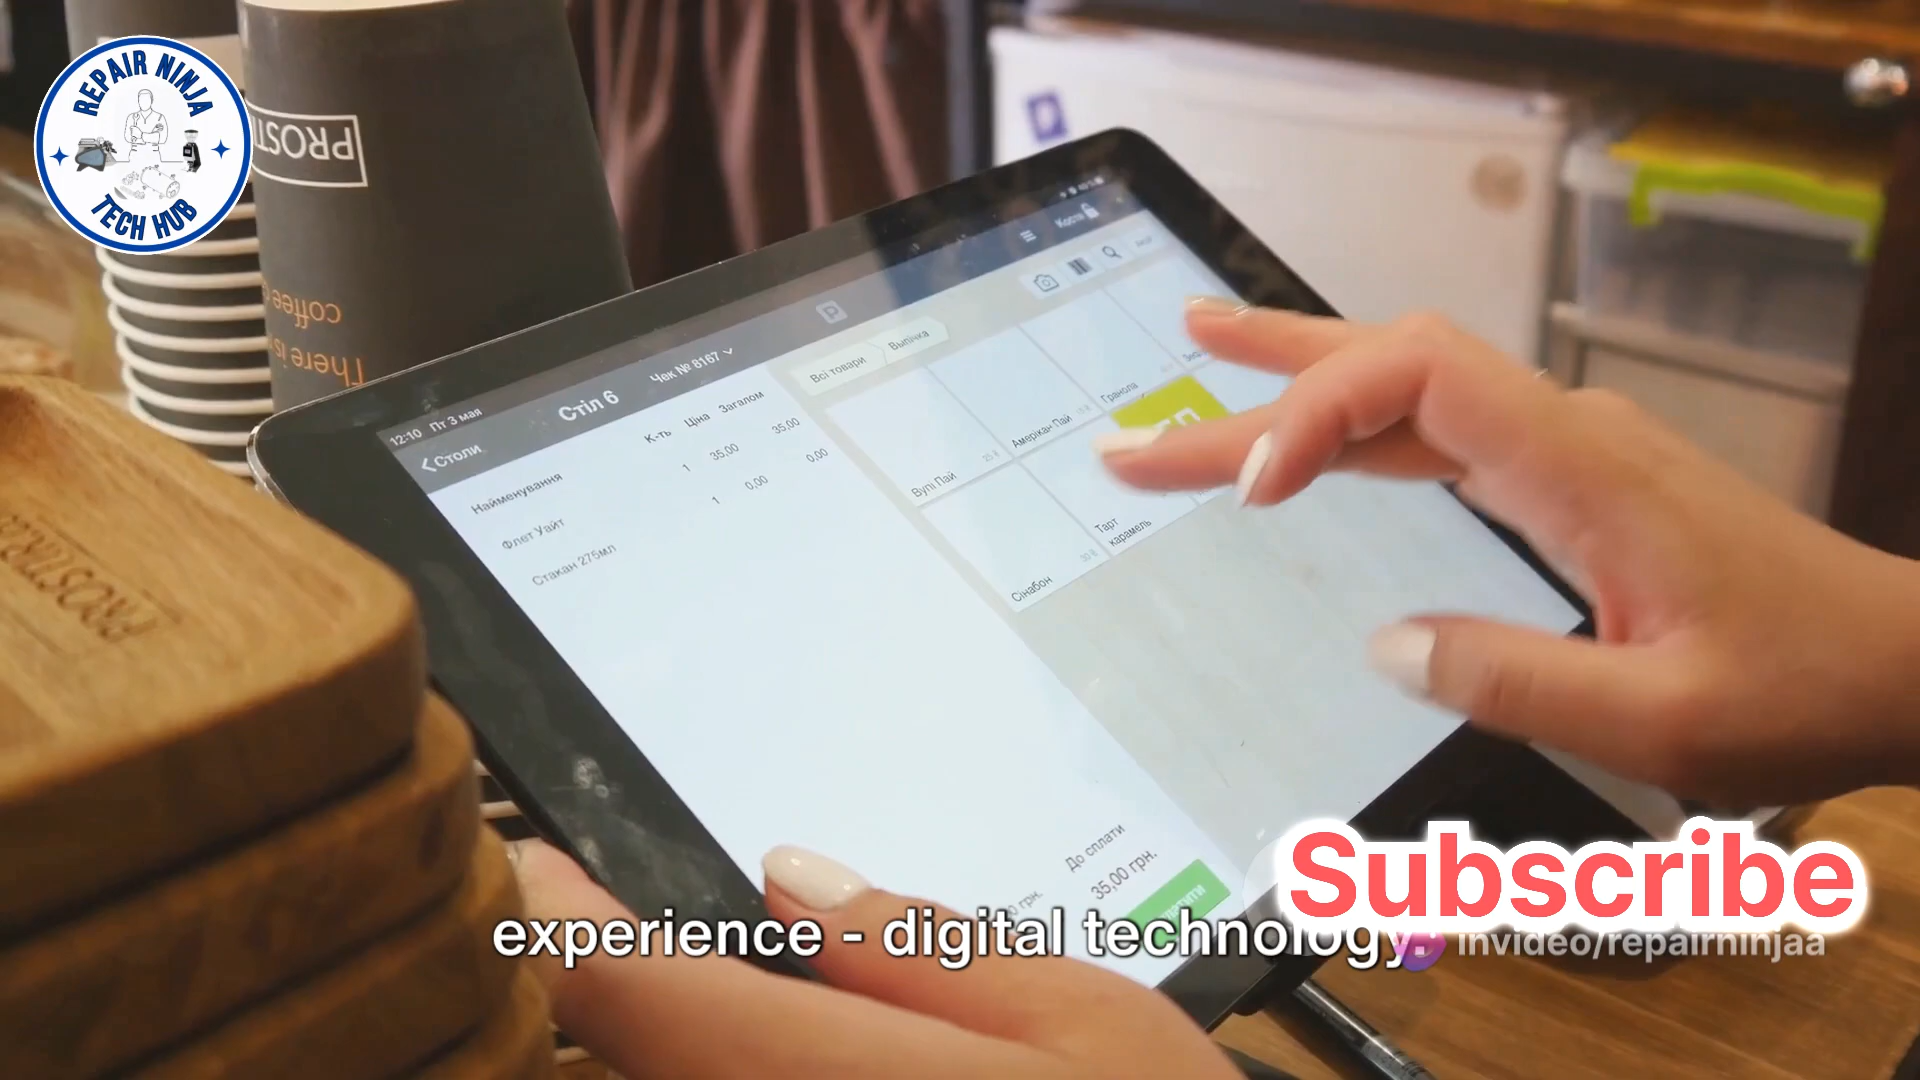 REPAIR NINJA
TECH HUB
There is
coffee
12:10 Пт 3 мая
Столи
Стіл 6
Чек № 8167
Найменування
К-ть Ціна Загалом
Флет Уайт 1 35,00 35,00
Стакан 275мл 1 0,00 0,00
Всі товари
Випічка
Вупі Пай
Амерікан Пай
Гранола
Сінабон
Тарт
карамель
До сплати
35,00 грн.
Subscribe
experience - digital technology.
invideo/repairninjaa